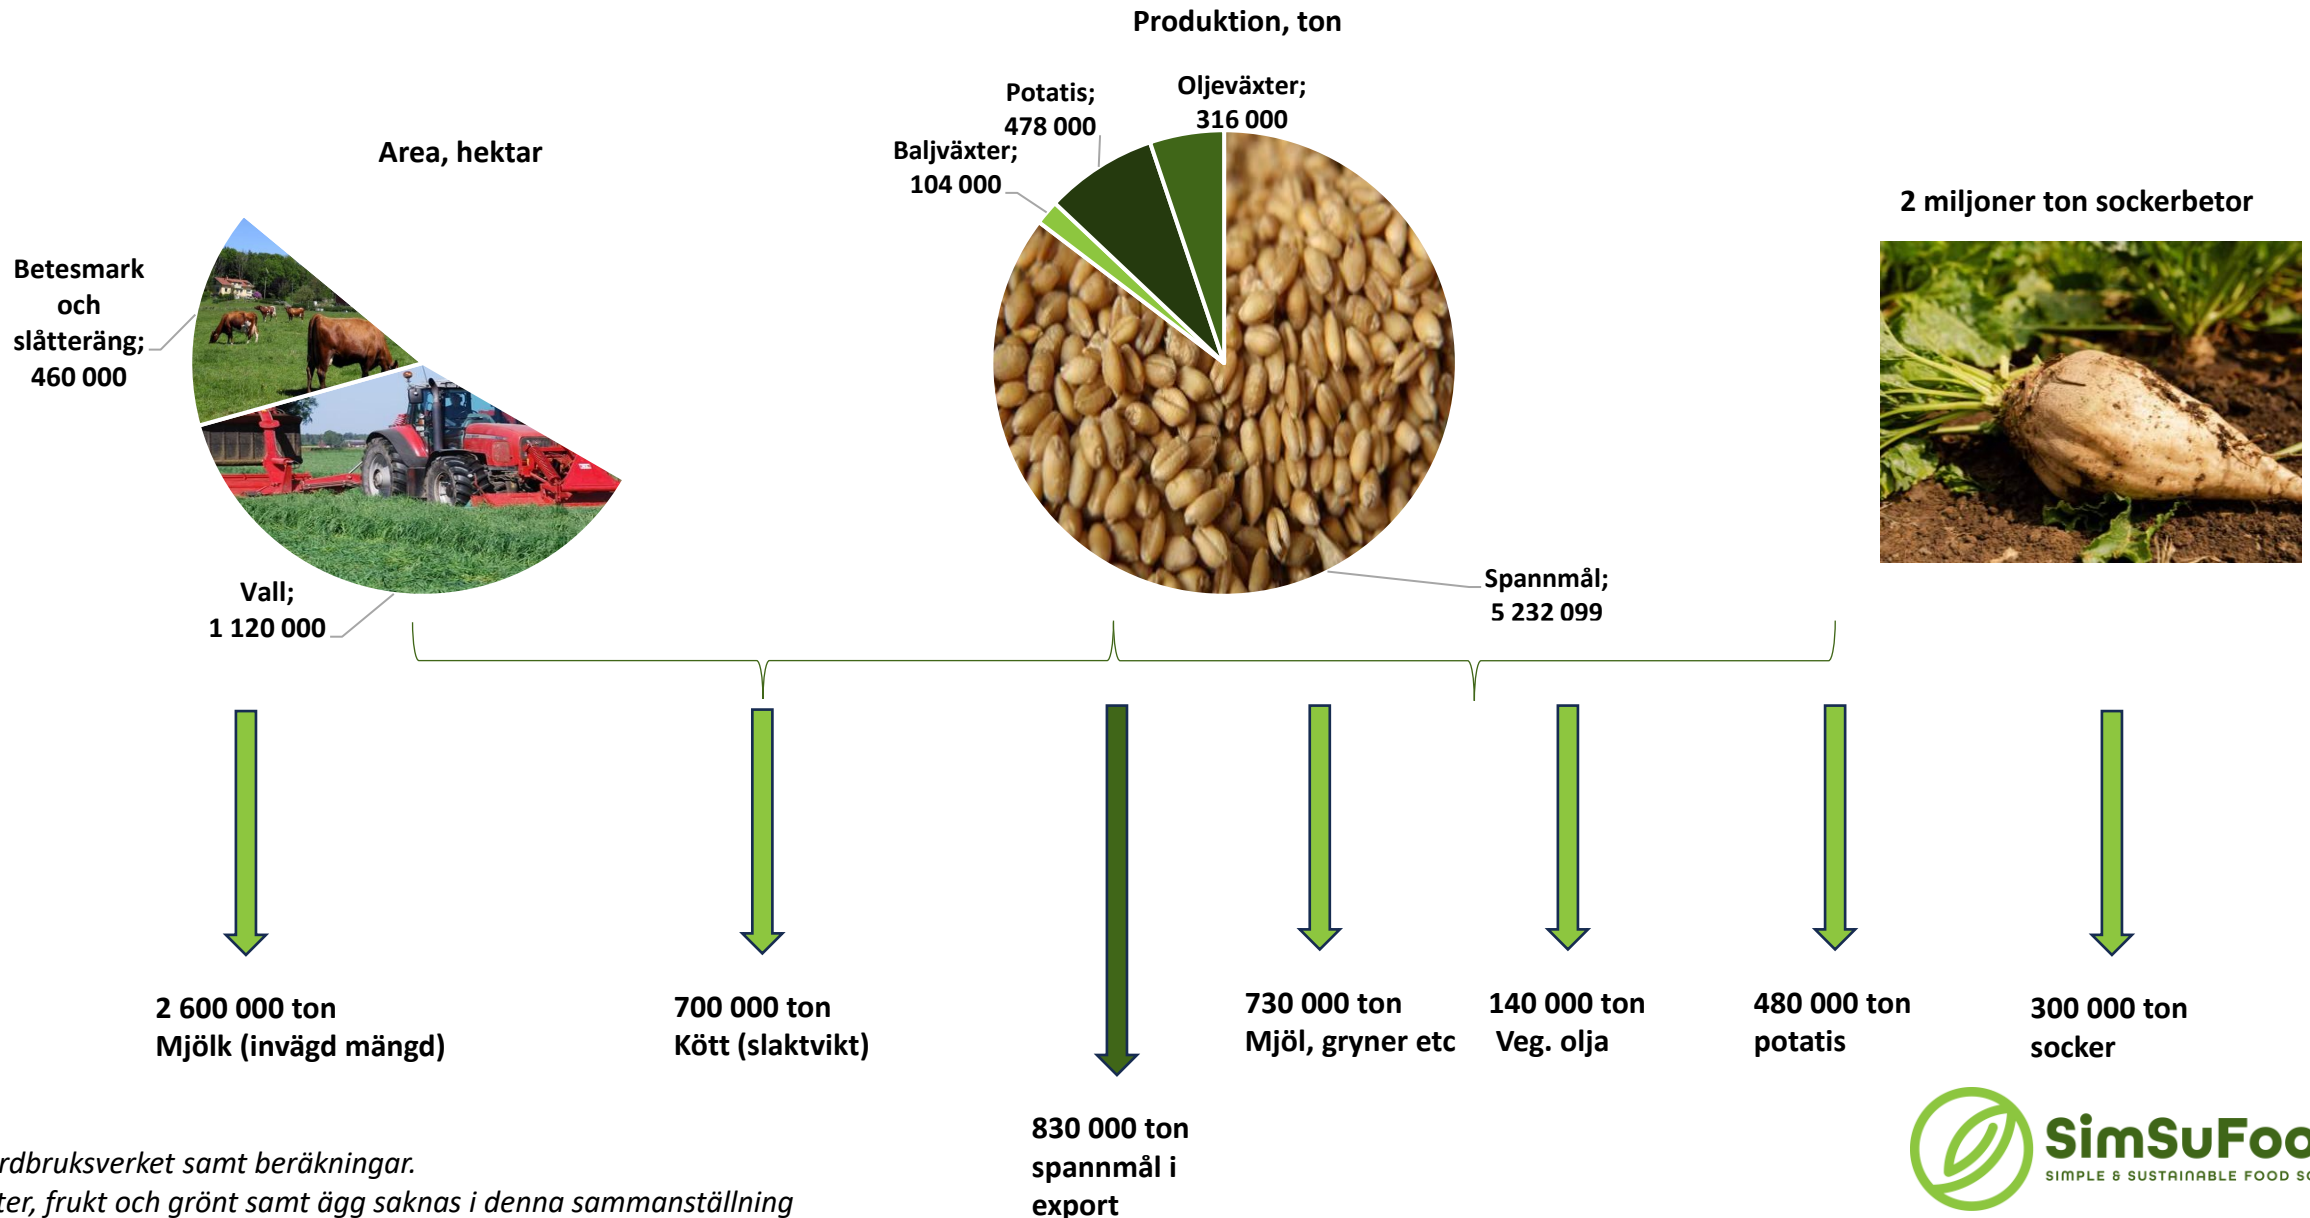 Produktion, ton
Potatis;
478 000
Oljeväxter;
316 000
Baljväxter;
104 000
Area, hektar
Betesmark
och
slåtteräng;
460 000
2 miljoner ton sockerbetor
Spannmål;
5 232 099
Vall;
1 120 000
2 600 000 ton
Mjölk (invägd mängd)
700 000 ton
Kött (slaktvikt)
830 000 ton
spannmål i
export
730 000 ton
Mjöl, gryner etc
140 000 ton
Veg. olja
480 000 ton
potatis
300 000 ton
socker
rdbruksverket samt beräkningar.
ter, frukt och grönt samt ägg saknas i denna sammanställning
SimSuFoo
SIMPLE & SUSTAINABLE FOOD SO